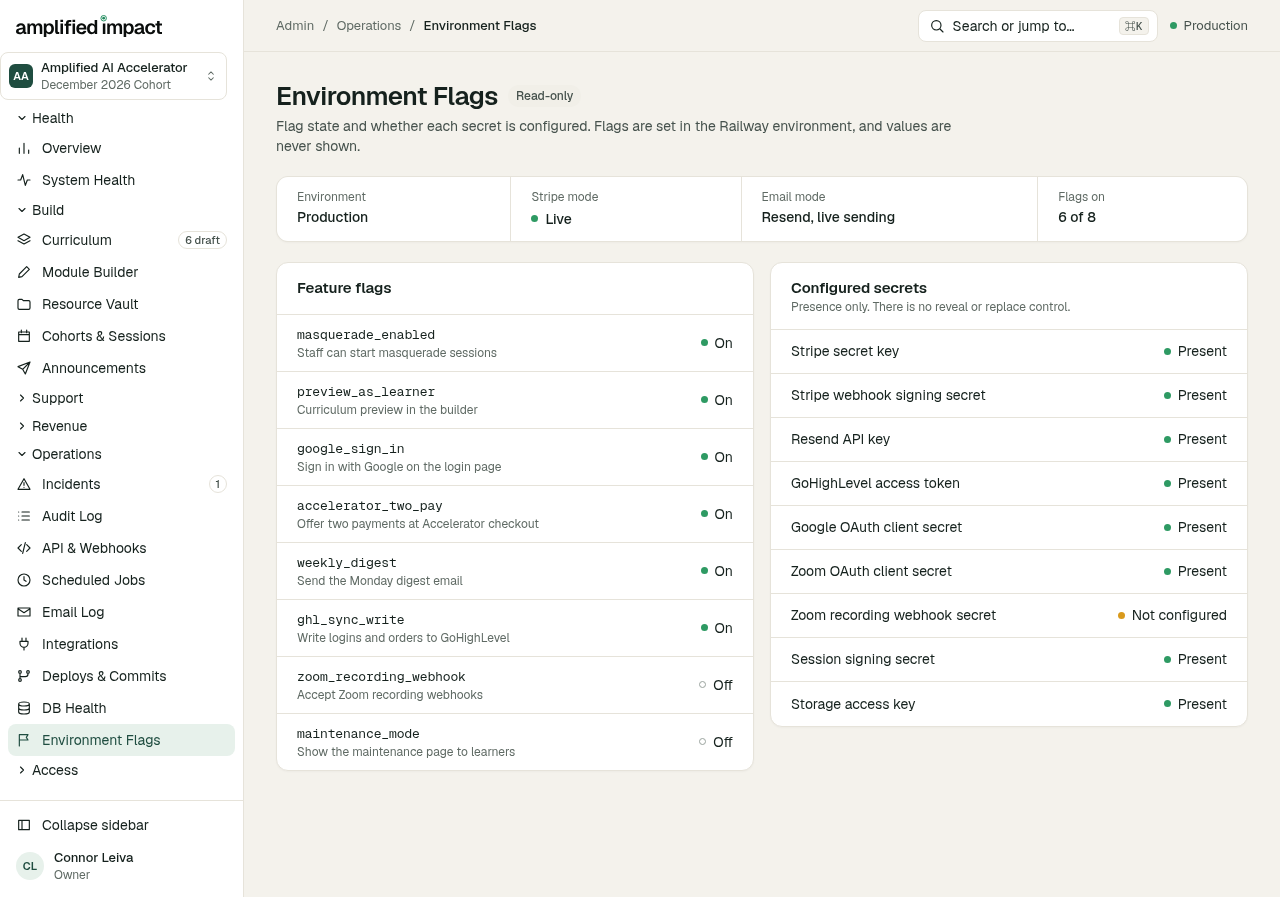 amplified impact
AA
Amplified AI Accelerator
December 2026 Cohort
Health
Overview
System Health
Build
Curriculum
6 draft
Module Builder
Resource Vault
Cohorts & Sessions
Announcements
Support
Revenue
Operations
Incidents
1
Audit Log
API & Webhooks
Scheduled Jobs
Email Log
Integrations
Deploys & Commits
DB Health
Environment Flags
Access
Collapse sidebar
CL
Connor Leiva
Owner
Admin / Operations / Environment Flags
Search or jump to...
⌘K
Production
Environment Flags
Read-only
Flag state and whether each secret is configured. Flags are set in the Railway environment, and values are
never shown.
Environment
Production
Stripe mode
Live
Email mode
Resend, live sending
Flags on
6 of 8
Feature flags
masquerade_enabled
Staff can start masquerade sessions
On
preview_as_learner
Curriculum preview in the builder
On
google_sign_in
Sign in with Google on the login page
On
accelerator_two_pay
Offer two payments at Accelerator checkout
On
weekly_digest
Send the Monday digest email
On
ghl_sync_write
Write logins and orders to GoHighLevel
On
zoom_recording_webhook
Accept Zoom recording webhooks
Off
maintenance_mode
Show the maintenance page to learners
Off
Configured secrets
Presence only. There is no reveal or replace control.
Stripe secret key
Present
Stripe webhook signing secret
Present
Resend API key
Present
GoHighLevel access token
Present
Google OAuth client secret
Present
Zoom OAuth client secret
Present
Zoom recording webhook secret
Not configured
Session signing secret
Present
Storage access key
Present